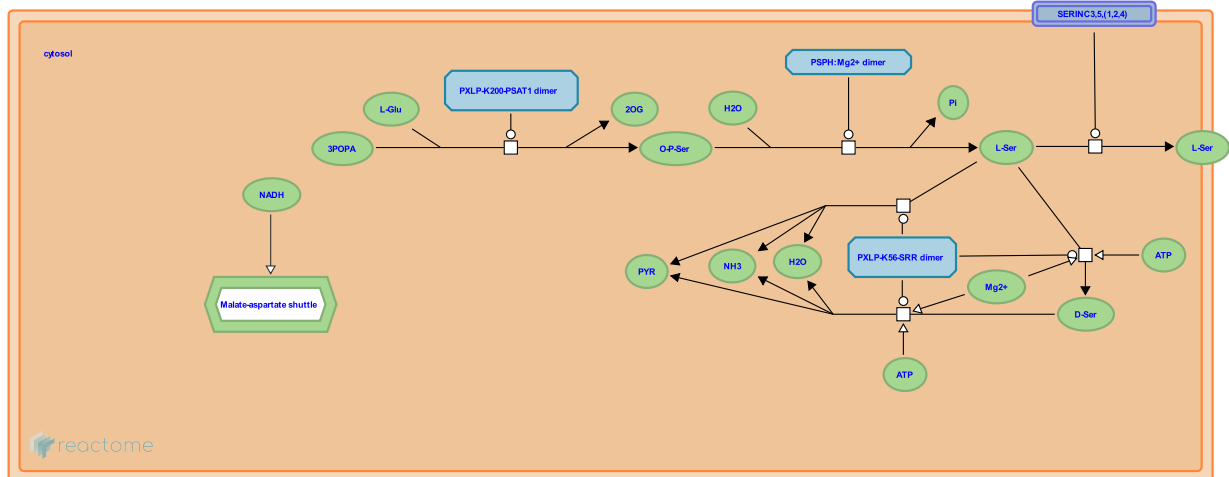 SERINC3,5,(1,2,4)
cytosol
PSPH:Mg2+ dimer
PXLP-K200-PSAT1 dimer
L-Glu
2OG
H2O
Pi
3POPA
O-P-Ser
L-Ser
L-Ser
NADH
PYR
NH3
H2O
PXLP-K56-SRR dimer
ATP
Mg2+
Malate-aspartate shuttle
D-Ser
ATP
reactome